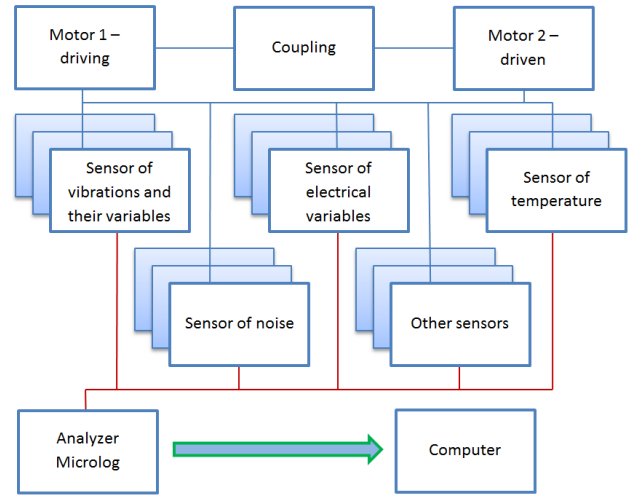 Motor 1 –
driving
Coupling
Motor 2 –
driven
Sensor of
vibrations and
their variables
Sensor of
electrical
variables
Sensor of
temperature
Sensor of noise
Other sensors
Analyzer
Microlog
Computer